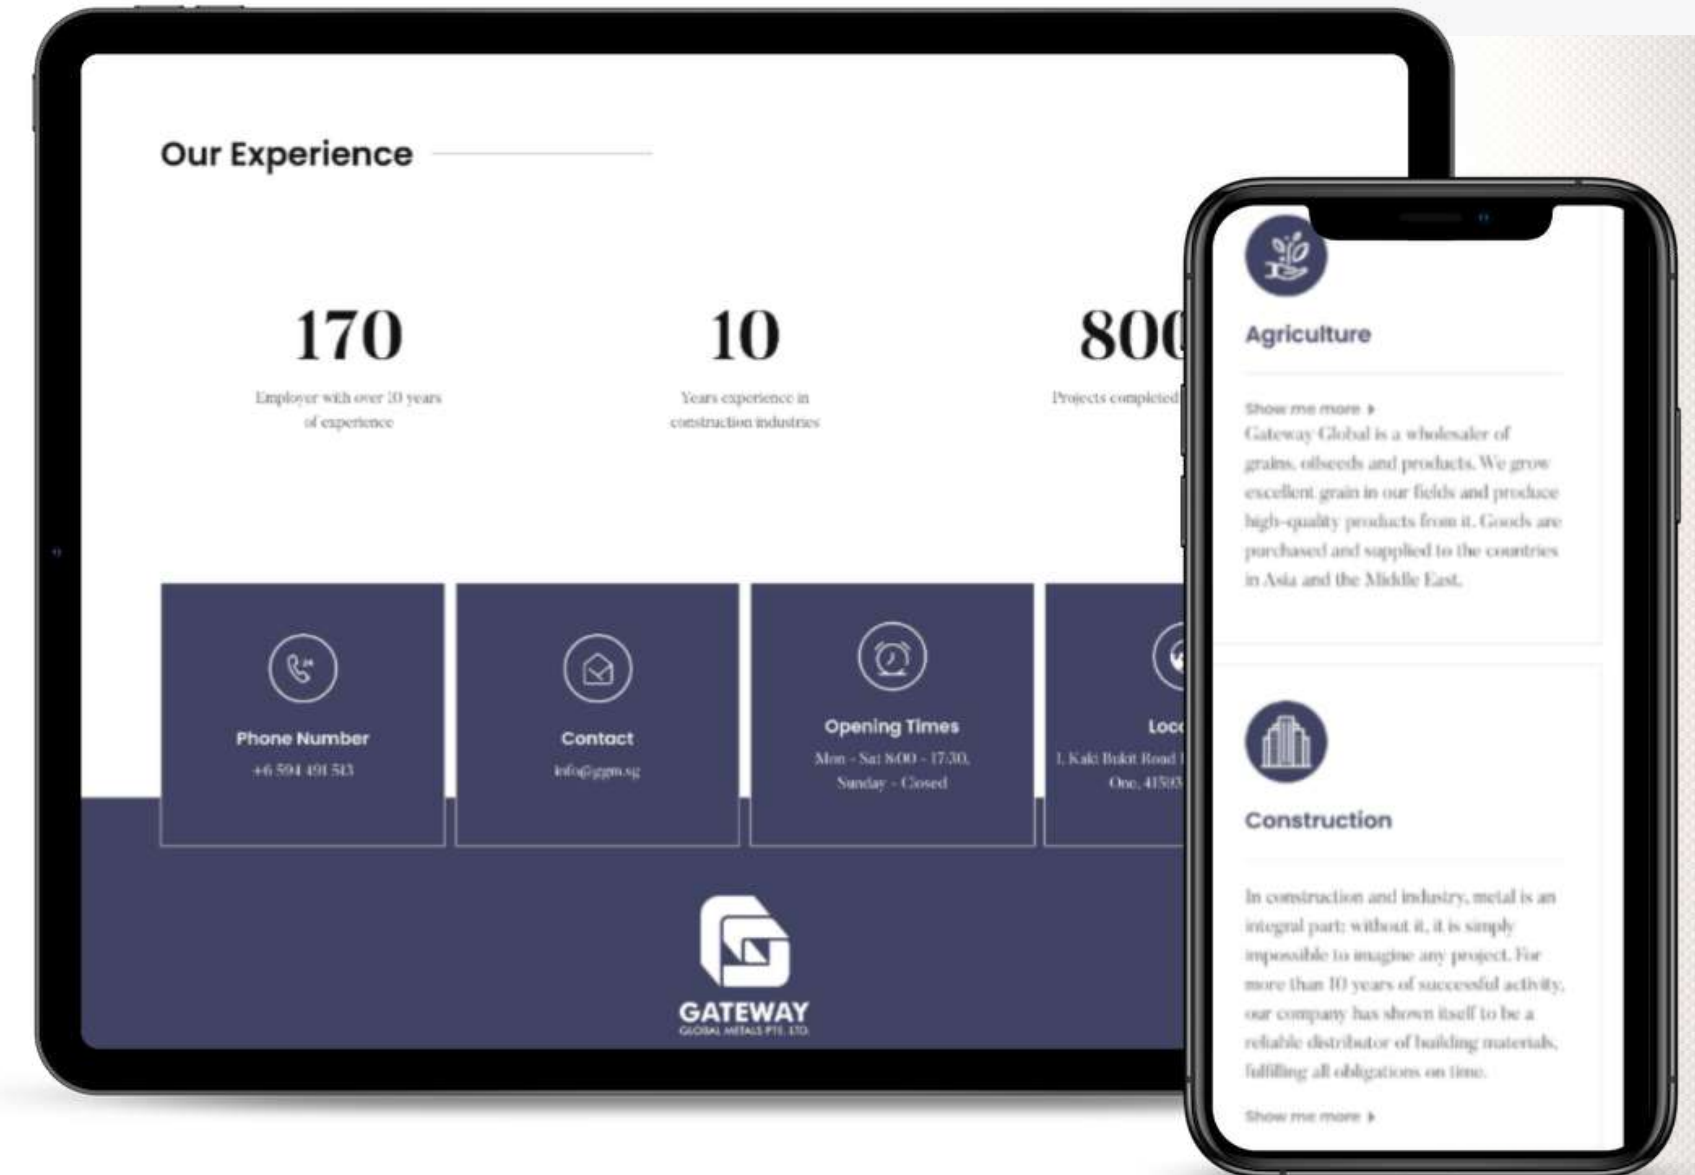 Our Experience
170
Employer with over 10 years
of experience
10
Years experience in
construction industries
800
Projects completed
Phone Number
+6 594 491 513
Contact
info@ggm.sg
Opening Times
Mon - Sat 8:00 - 17:30,
Sunday - Closed
1, Kaki Bukit Road
One,
GATEWAY
GLOBAL METALS PTE. LTD.
Agriculture
Show me more
Gateway Global is a wholesaler of
grains, oilseeds and products. We grow
excellent grain in our fields and produce
high-quality products from it. Goods are
purchased and supplied to the countries
in Asia and the Middle East.
Construction
In construction and industry, metal is an
integral part: without it, it is simply
impossible to imagine any project. For
more than 10 years of successful activity,
our company has shown itself to be a
reliable distributor of building materials,
fulfilling all obligations on time.
Show me more